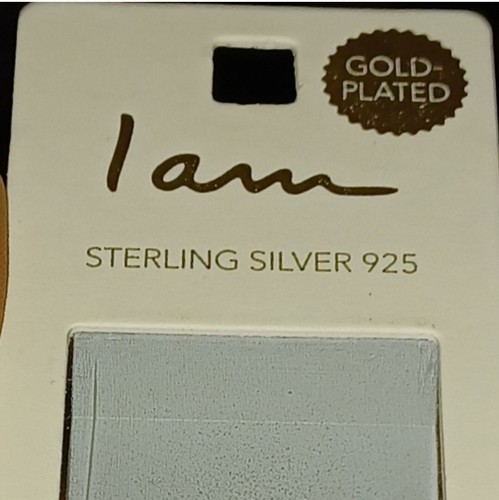 GOLD-
PLATED
I am
STERLING SILVER 925